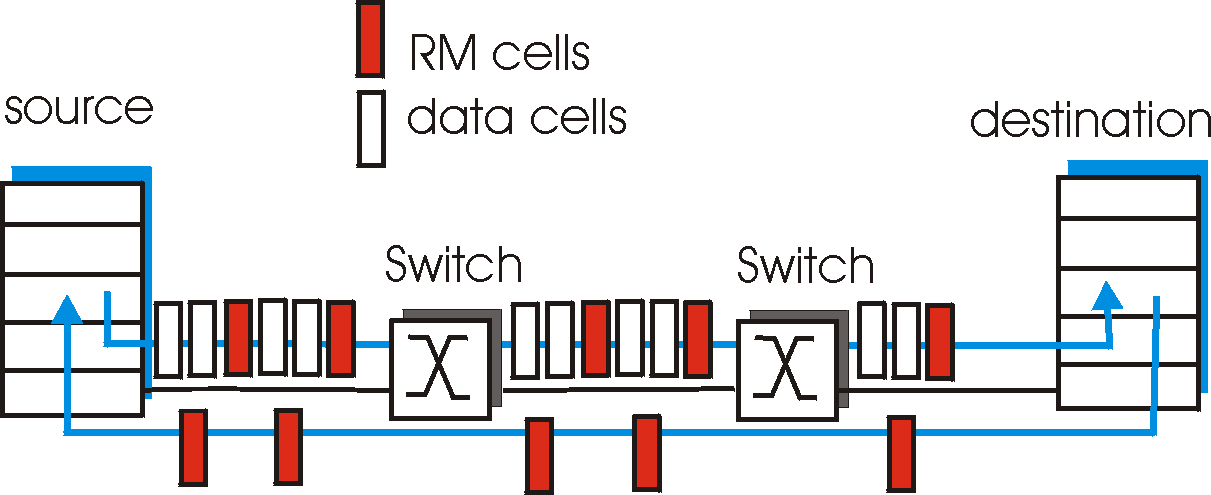 RM cells
source
data cells
destination
Switch
Switch